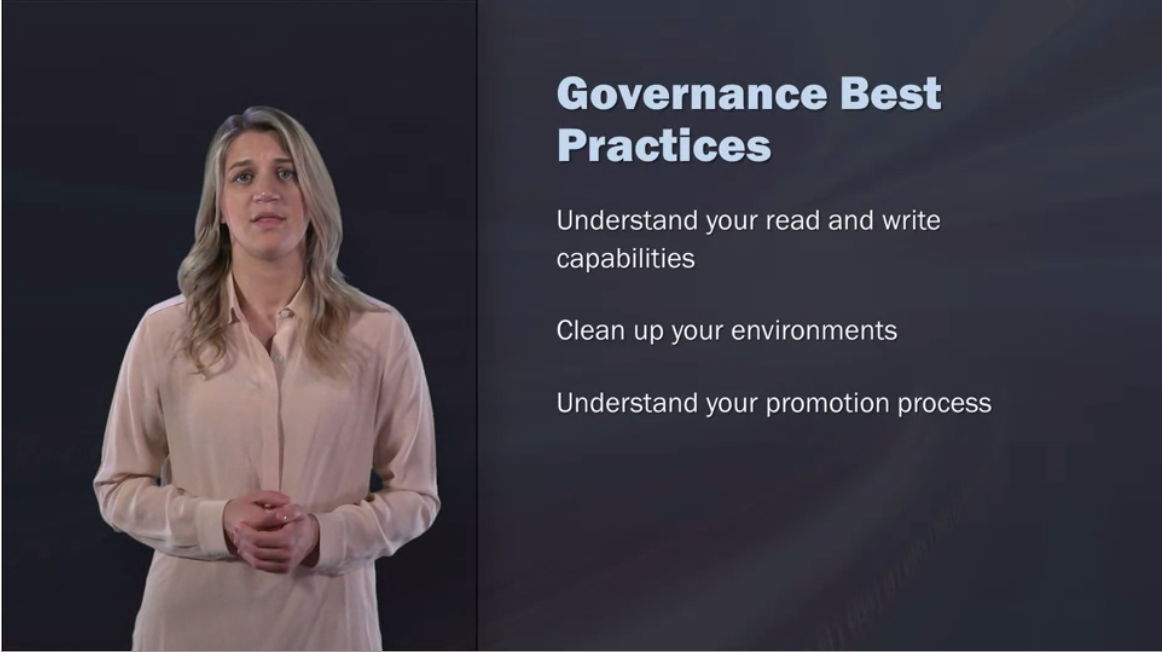 Governance Best
Practices
Understand your read and write
capabilities
Clean up your environments
Understand your promotion process